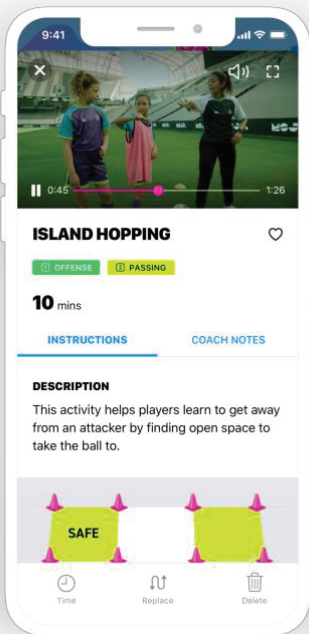 9:41
0:45
1:26
ISLAND HOPPING
1 OFFENSE
2 PASSING
10 mins
INSTRUCTIONS
COACH NOTES
DESCRIPTION
This activity helps players learn to get away
from an attacker by finding open space to
take the ball to.
SAFE
Time
Replace
Delete